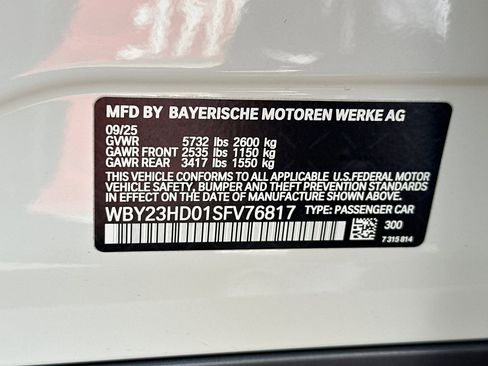 MFD BY BAYERISCHE MOTOREN WERKE AG
09/25
GVWR 5732 lbs 2600 kg
GAWR FRONT 2535 lbs 1150 kg
GAWR REAR 3417 lbs 1550 kg
THIS VEHICLE CONFORMS TO ALL APPLICABLE U.S.FEDERAL MOTOR
VEHICLE SAFETY, BUMPER, AND THEFT PREVENTION STANDARDS
IN EFFECT ON THE DATE OF MANUFACTURE SHOWN ABOVE.
WBY23HD01SFV76817 TYPE: PASSENGER CAR
300
7 315 814